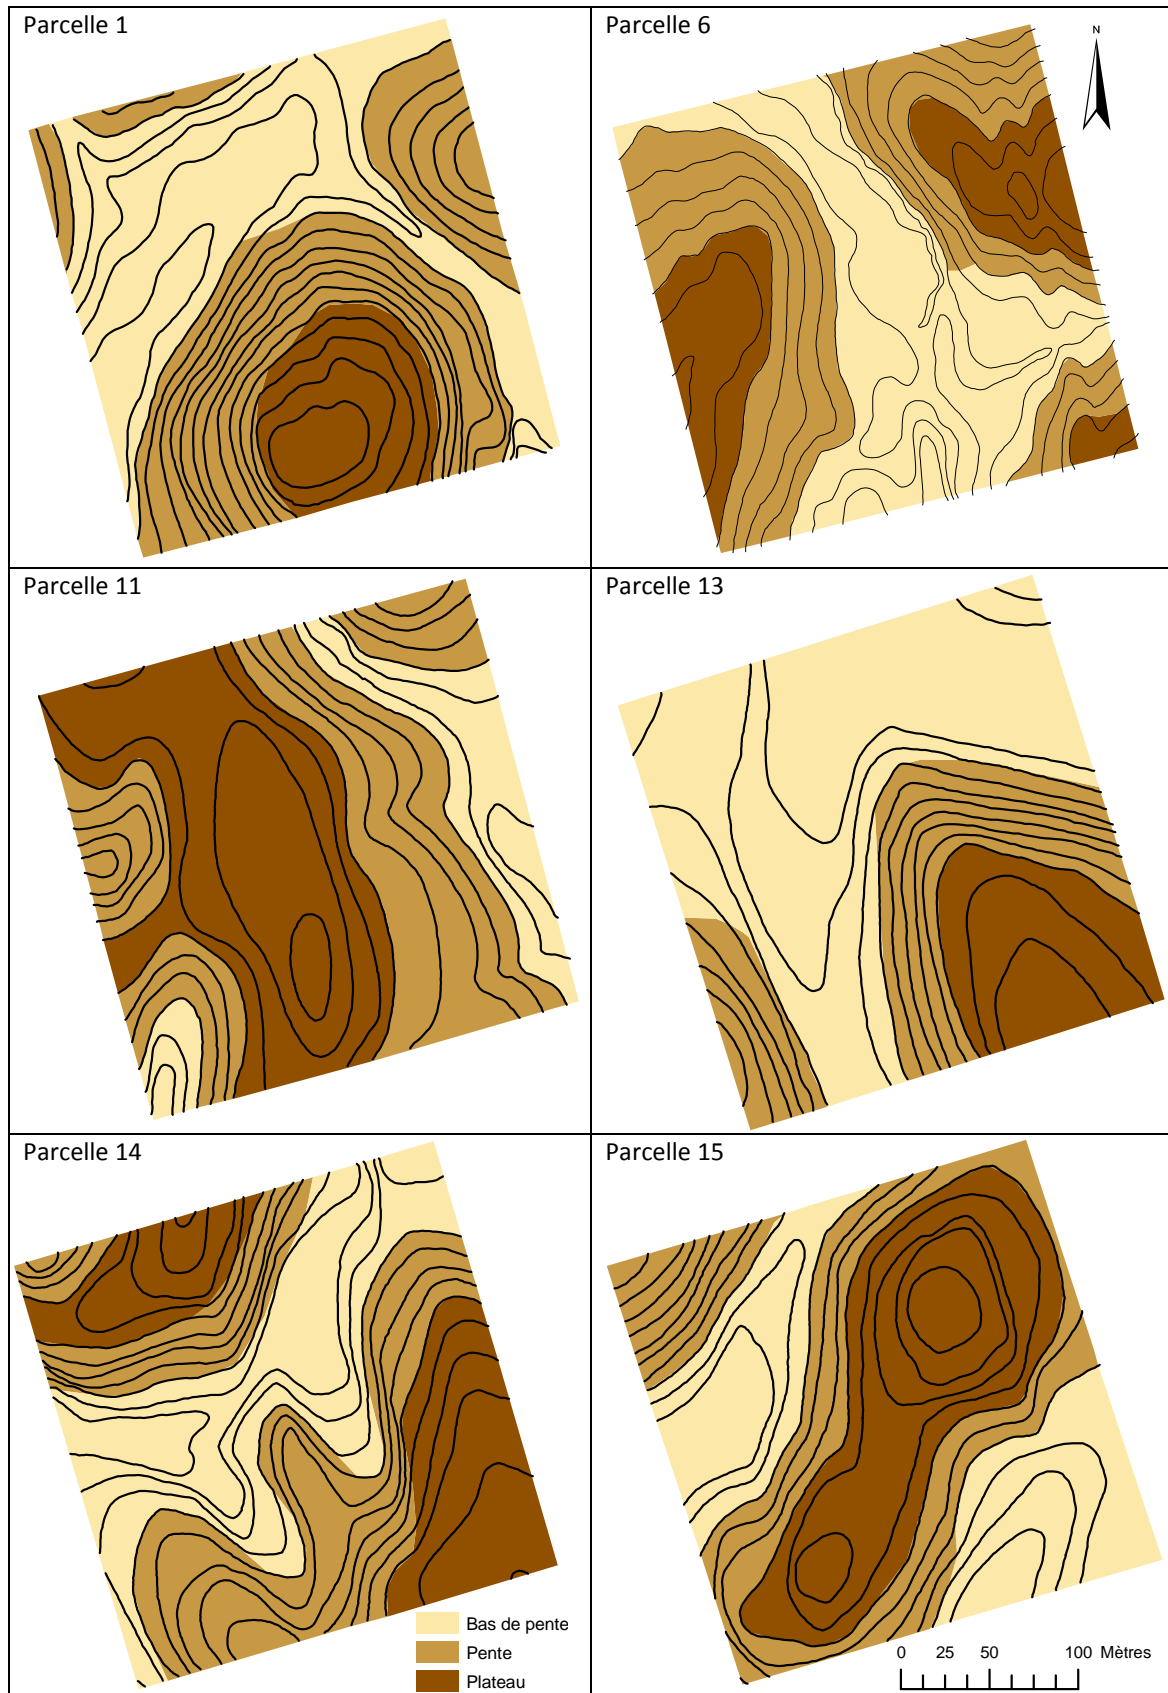 Parcelle 1
Parcelle 6
N
Parcelle 11
Parcelle 13
Parcelle 14
Parcelle 15
Bas de pente
Pente
Plateau
0 25 50 100 Mètres